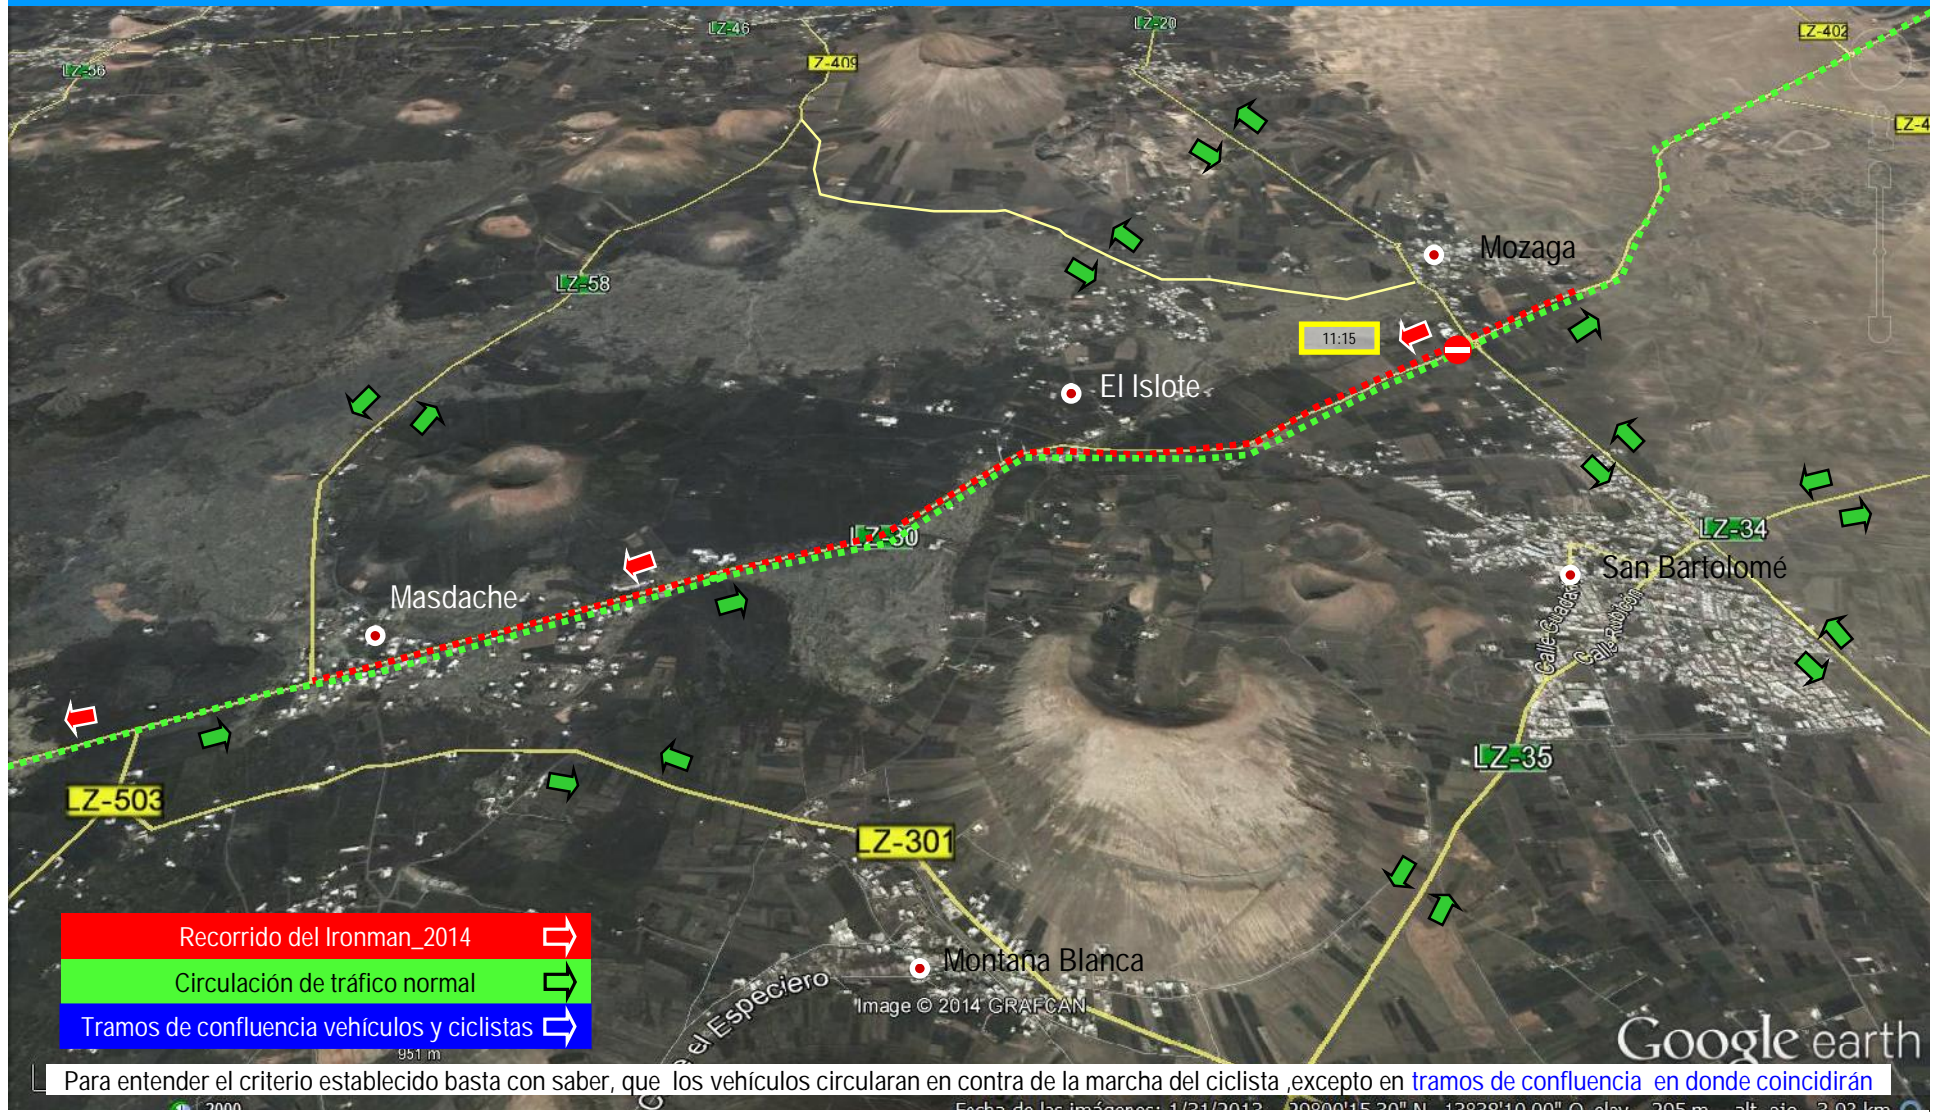 LZ-46
LZ-20
LZ-402
LZ-56
Z-409
LZ-4
Mozaga
LZ-58
11:15
El Islote
LZ-30
LZ-34
San Bartolomé
Masdache
Calle Guada
Calle Rubicón
LZ-35
LZ-503
LZ-301
Recorrido del Ironman_2014
Montaña Blanca
Circulación de tráfico normal
e el Especiero
Image © 2014 GRAFCAN
Tramos de confluencia vehículos y ciclistas
Google earth
951 m
Para entender el criterio establecido basta con saber, que los vehículos circularan en contra de la marcha del ciclista ,excepto en tramos de confluencia en donde coincidirán
2000